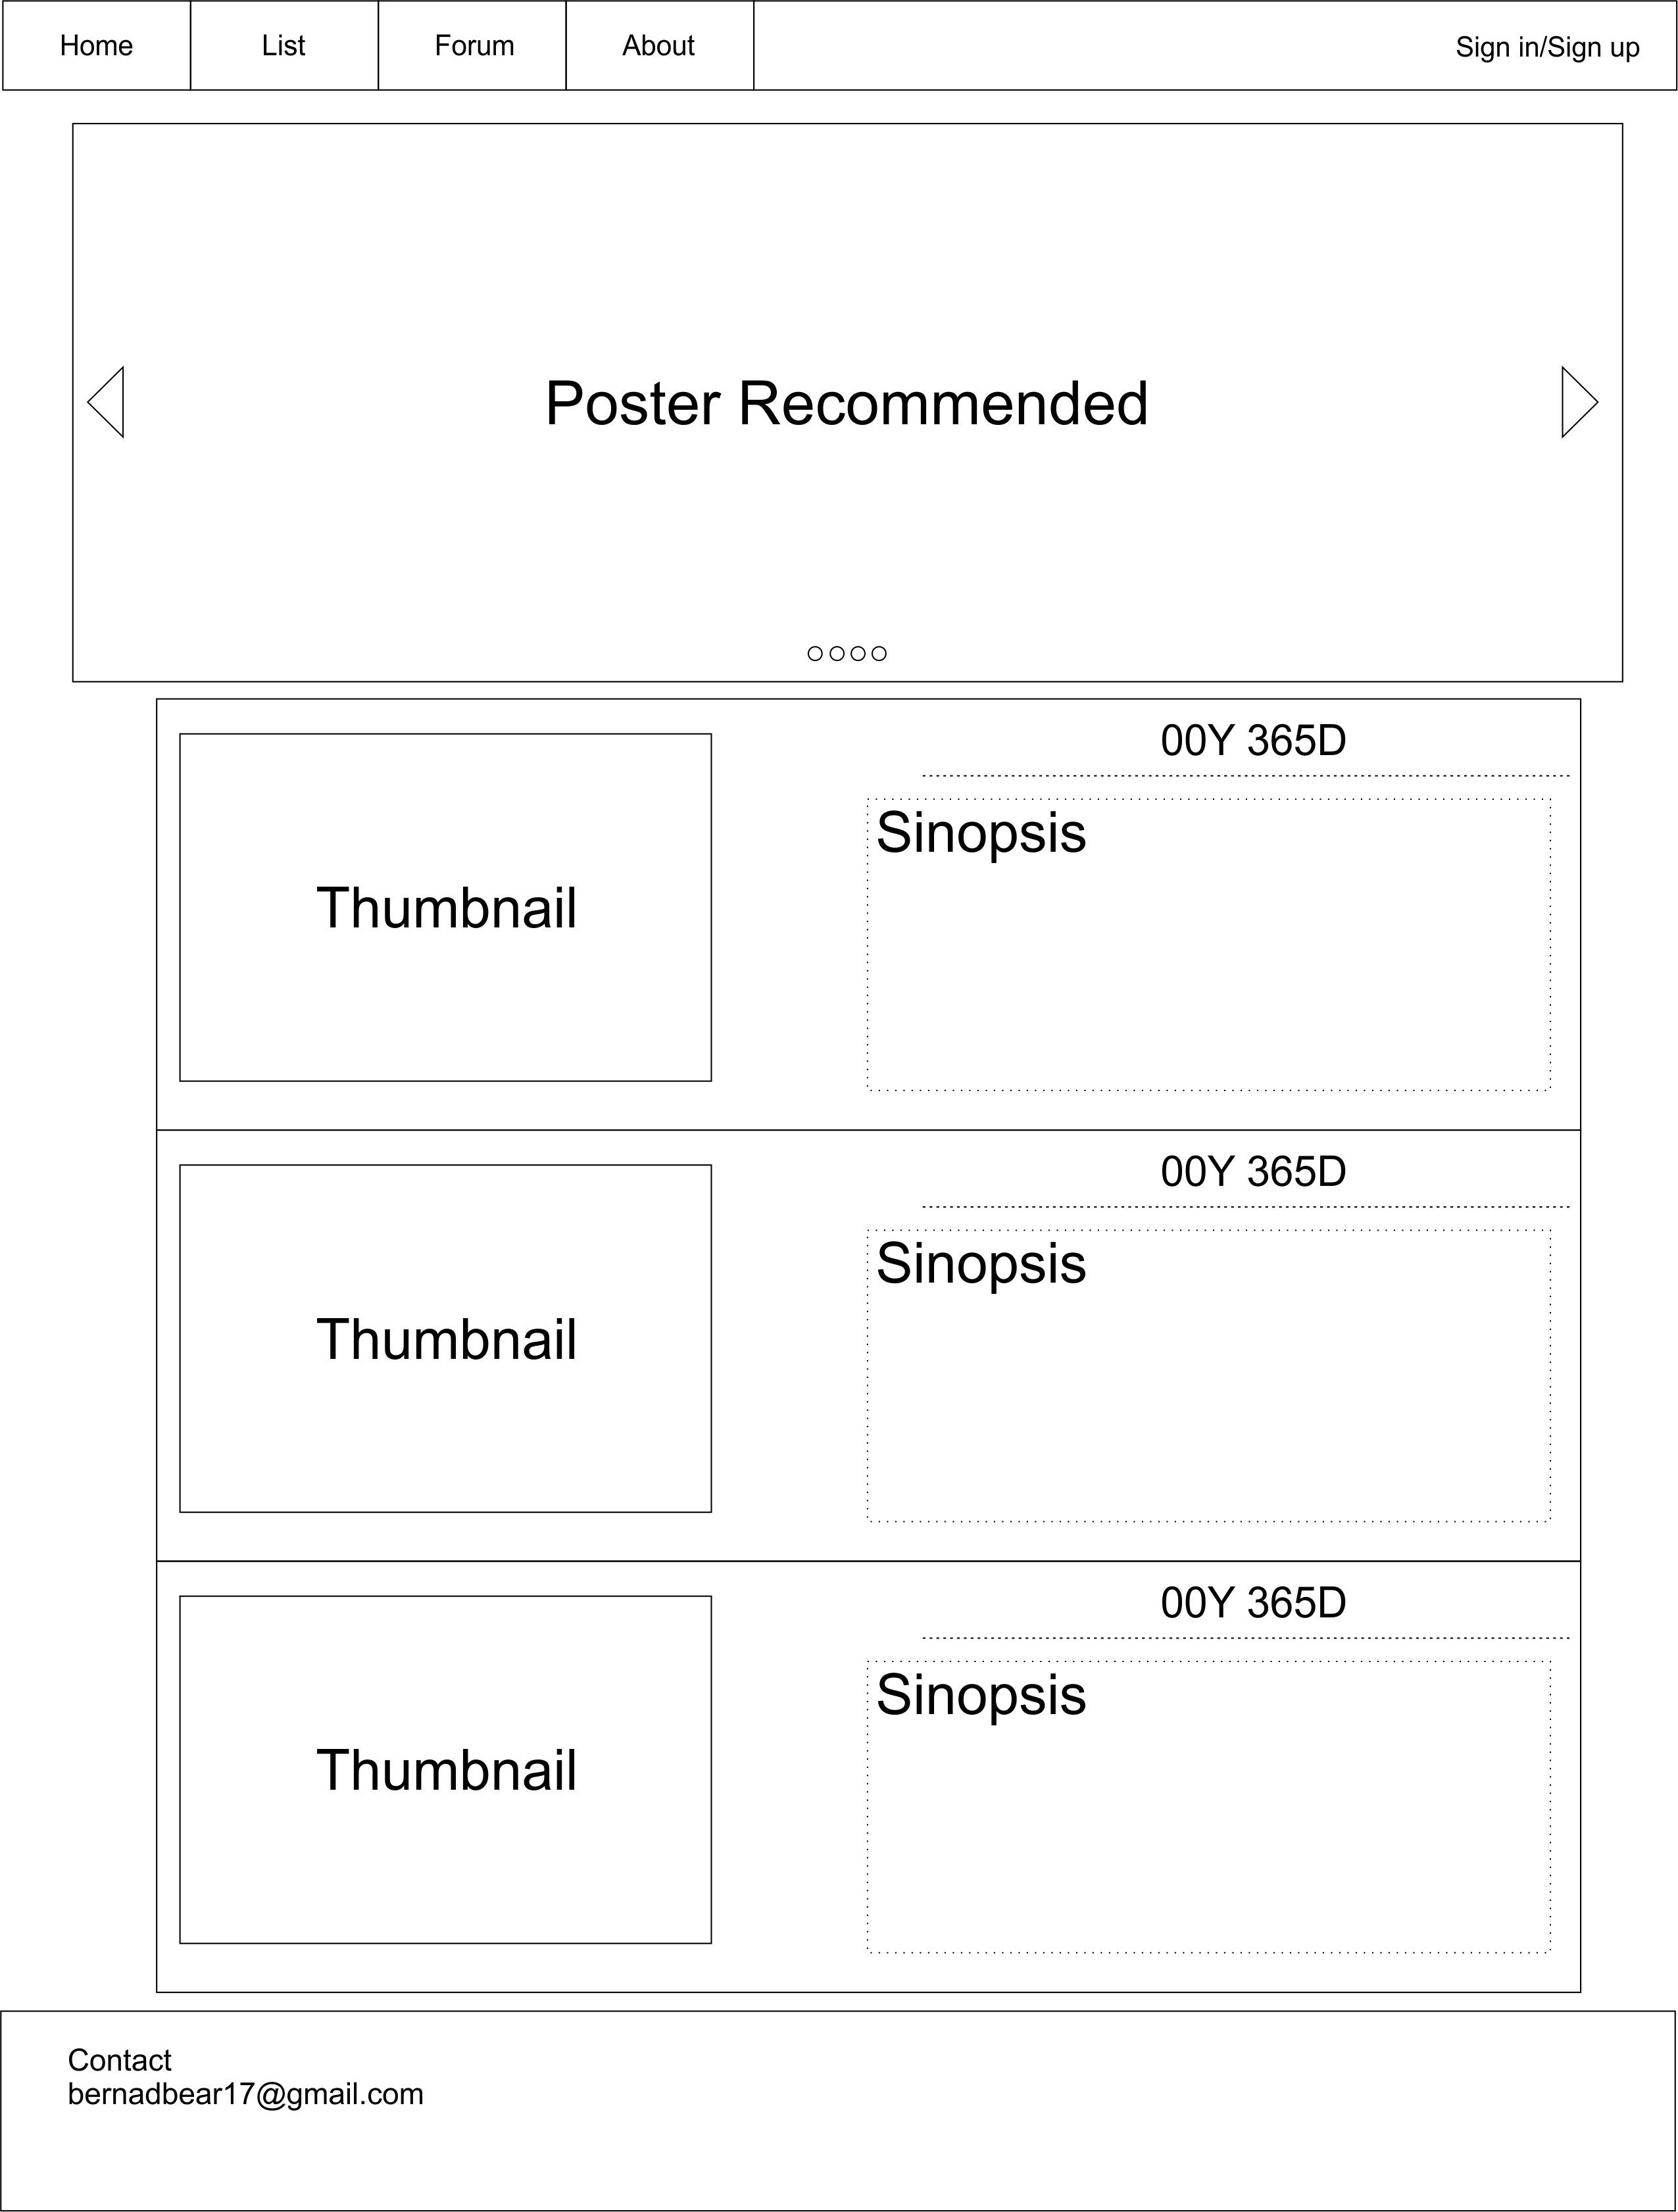 Home
List
Forum
About
Sign in/Sign up
Poster Recommended
00Y 365D
Thumbnail
Sinopsis
00Y 365D
Thumbnail
Sinopsis
00Y 365D
Thumbnail
Sinopsis
Contact
bernadbear17@gmail.com